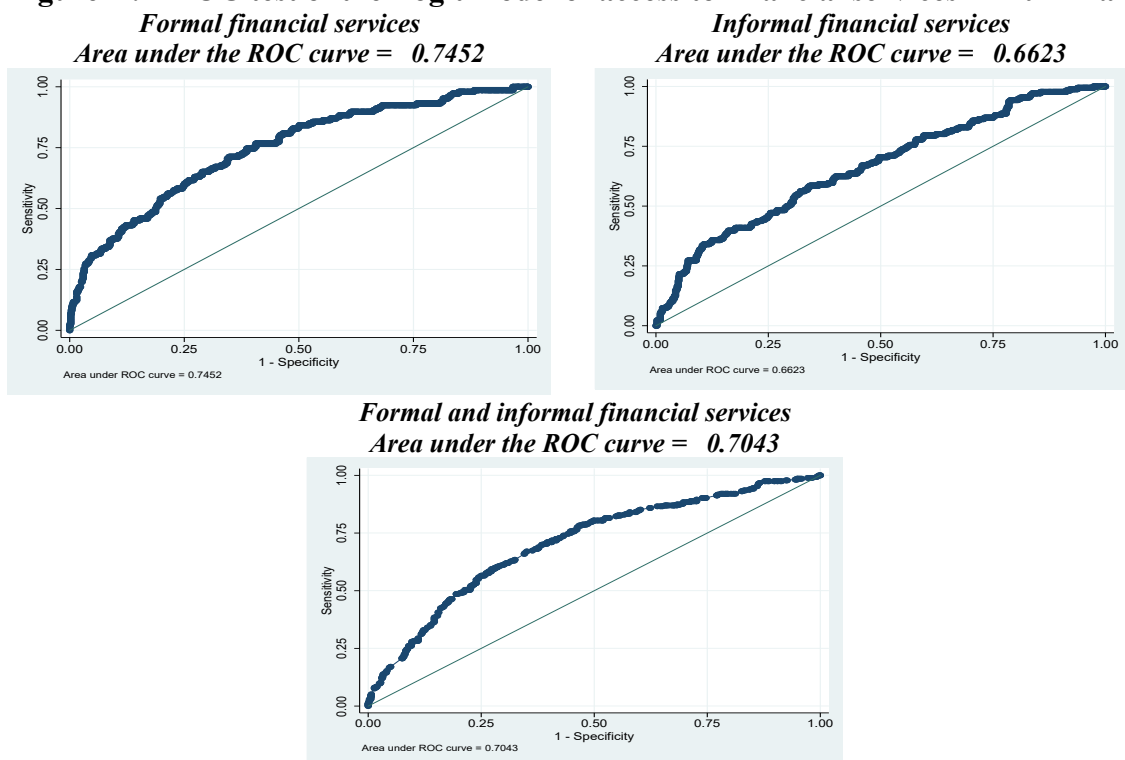 Formal financial services
Area under the ROC curve = 0.7452
Informal financial services
Area under the ROC curve = 0.6623
Sensitivity
1.00
0.75
0.50
0.25
0.00
0.00 0.25 0.50 0.75 1.00
1 - Specificity
Area under ROC curve = 0.7452
Sensitivity
1.00
0.75
0.50
0.25
0.00
0.00 0.25 0.50 0.75 1.00
1 - Specificity
Area under ROC curve = 0.6623
Formal and informal financial services
Area under the ROC curve = 0.7043
Sensitivity
1.00
0.75
0.50
0.25
0.00
0.00 0.25 0.50 0.75 1.00
1 - Specificity
Area under ROC curve = 0.7043